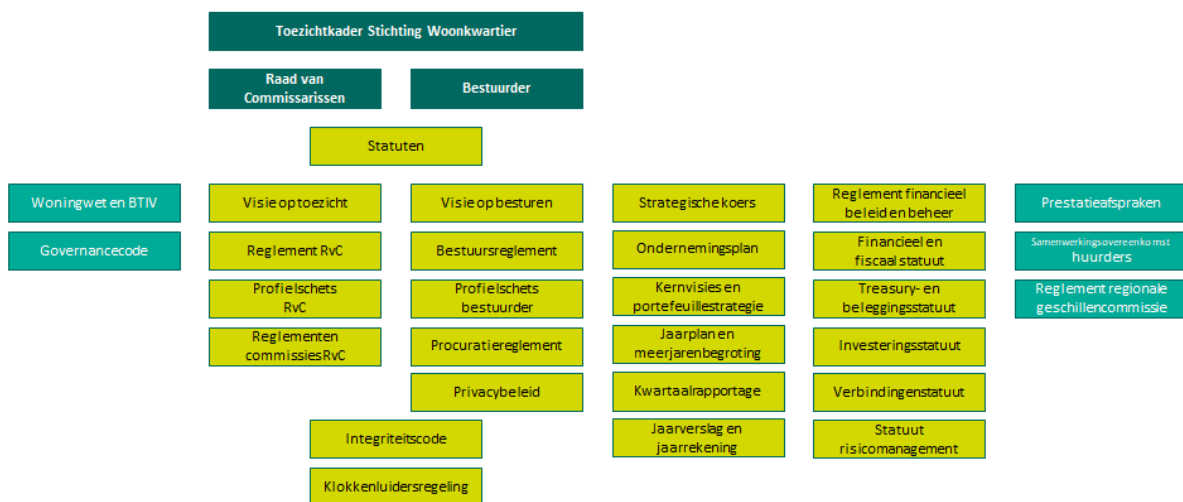 Toezichtkader Stichting Woonkwartier
Raad van
Commissarissen
Bestuurder
Statuten
Woningwet en BTIV
Governancecode
Visie op toezicht
Reglement RvC
Profielschets
RvC
Reglementen
commissies RvC
Visie op besturen
Bestuursreglement
Profielschets
bestuurder
Procuratiereglement
Privacybeleid
Integriteitscode
Klokkenluidersregeling
Strategische koers
Ondernemingsplan
Kernvisies en
portefeuillestrategie
Jaarplan en
meerjarenbegroting
Kwartaalrapportage
Jaarverslag en
jaarrekening
Reglement financieel
beleid en beheer
Financieel en
fiscaal statuut
Treasury- en
beleggingsstatuut
Investeringsstatuut
Verbindingenstatuut
Statuut
risicomanagement
Prestatieafspraken
Samenwerkingsovereenkomst
huurders
Reglement regionale
geschillencommissie